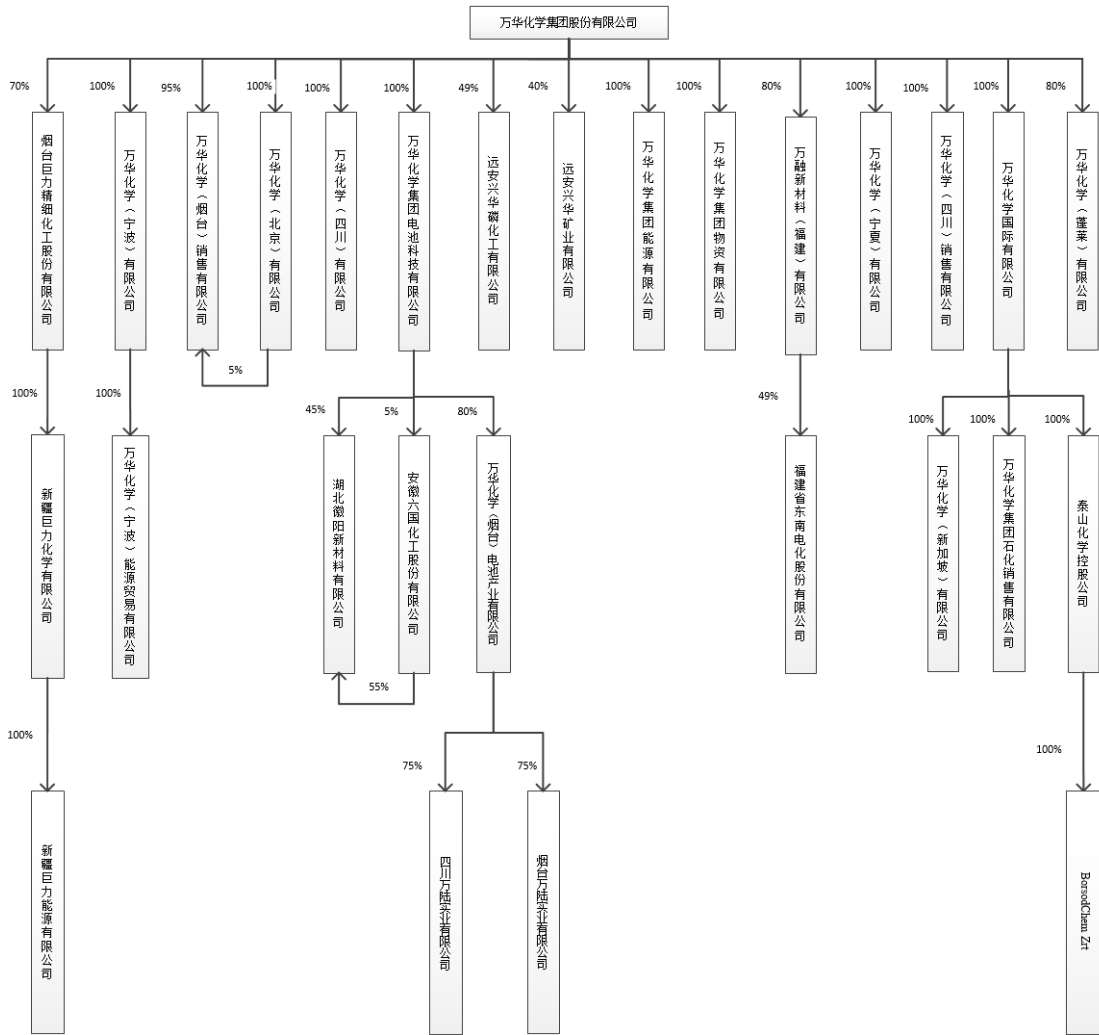 万华化学集团股份有限公司
70%
100%
95%
100%
100%
100%
49%
40%
100%
100%
80%
100%
100%
100%
80%
烟台巨力精细化工股份有限公司
万华化学（宁波）有限公司
万华化学（烟台）销售有限公司
万华化学（北京）有限公司
万华化学（四川）有限公司
万华化学集团电池科技有限公司
远安兴华磷化工有限公司
远安兴华矿业有限公司
万华化学集团能源有限公司
万华化学集团物资有限公司
万融新材料（福建）有限公司
万华化学（宁夏）有限公司
万华化学（四川）销售有限公司
万华化学国际有限公司
万华化学（蓬莱）有限公司
5%
100%
100%
45%
5%
80%
49%
100%
100%
100%
新疆巨力化学有限公司
万华化学（宁波）能源贸易有限公司
湖北徽阳新材料有限公司
安徽六国化工股份有限公司
万华化学（烟台）电池产业有限公司
福建省东南电化股份有限公司
万华化学（新加坡）有限公司
万华化学集团石化销售有限公司
泰山化学控股公司
55%
100%
75%
75%
100%
新疆巨力能源有限公司
四川万陆实业有限公司
烟台万陆实业有限公司
BorsodChem Zrt